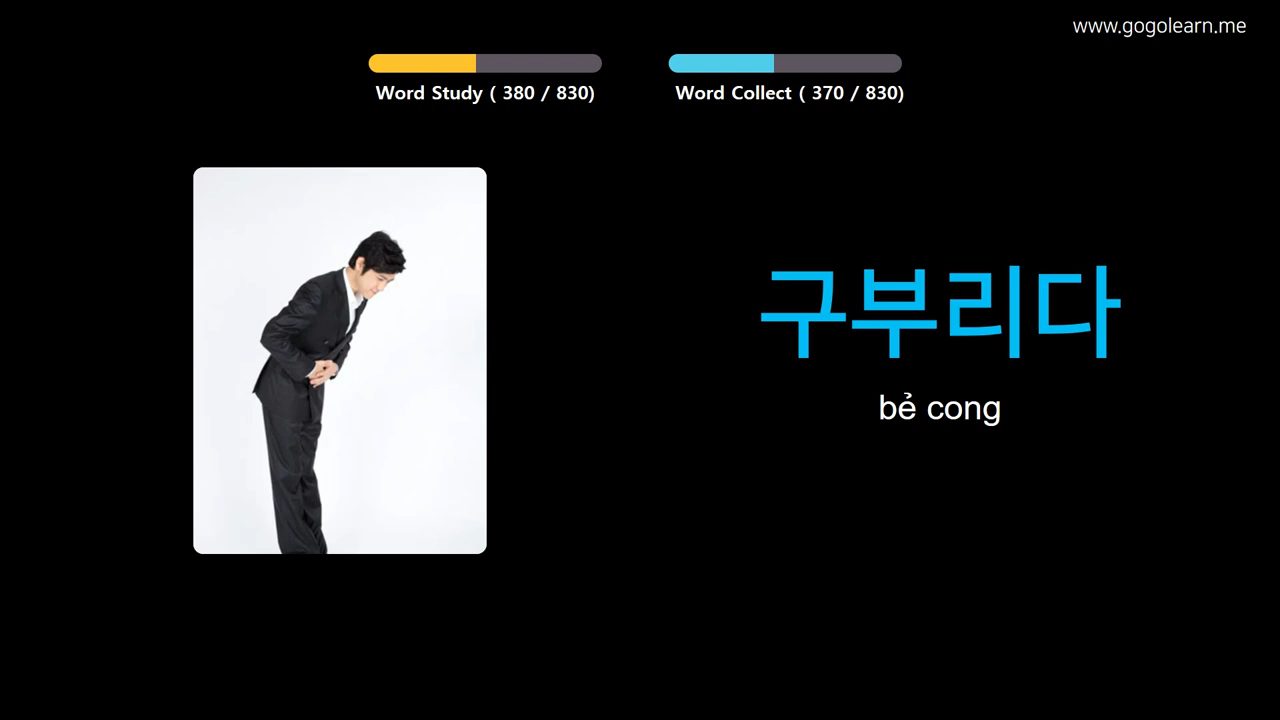 www.gogolearn.me
Word Study ( 380 / 830)
Word Collect ( 370 / 830)
구부리다
bẻ cong